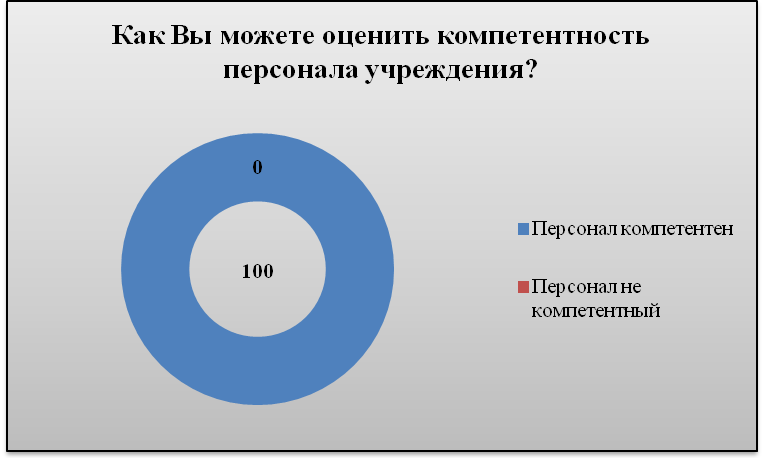 Как Вы можете оценить компетентность
персонала учреждения?
0
100
Персонал компетентен
Персонал не
компетентный